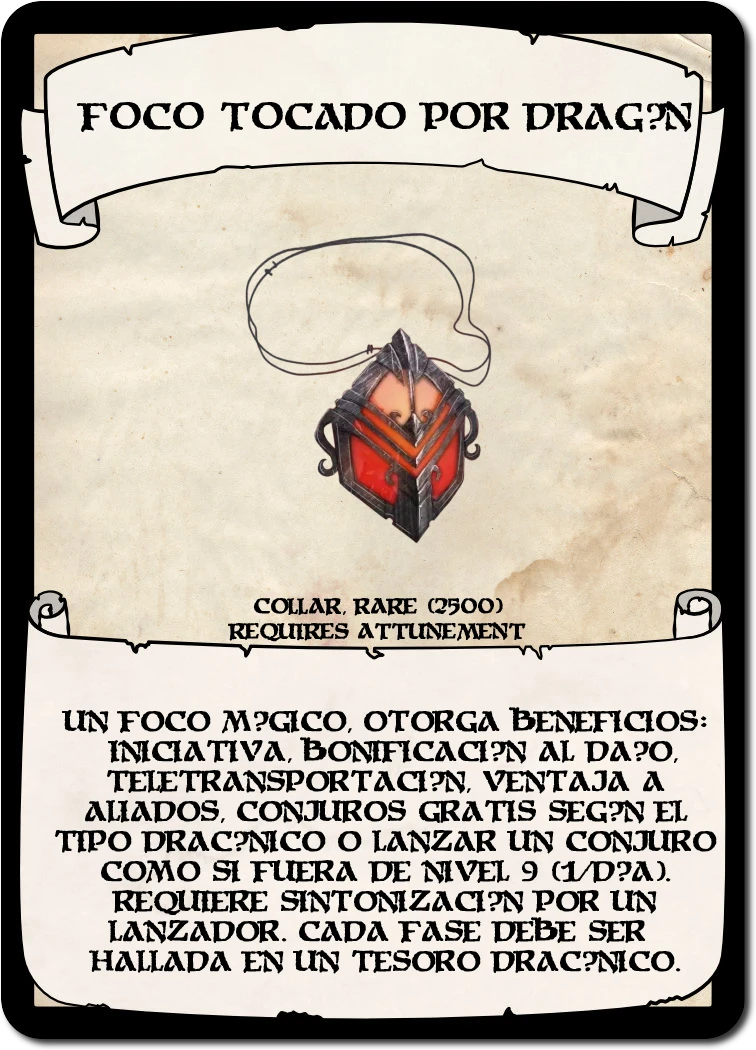 FOCO TOCADO POR DRAG?N
COLLAR, RARE (2500)
REQUIRES ATTUNEMENT
UN FOCO M?GICO, OTORGA BENEFICIOS:
INICIATIVA, BONIFICACI?N AL DA?O,
TELETRANSPORTACI?N, VENTAJA A
ALIADOS, CONJUROS GRATIS SEG?N EL
TIPO DRAC?NICO O LANZAR UN CONJURO
COMO SI FUERA DE NIVEL 9 (1/D?A).
REQUIERE SINTONIZACI?N POR UN
LANZADOR. CADA FASE DEBE SER
HALLADA EN UN TESORO DRAC?NICO.